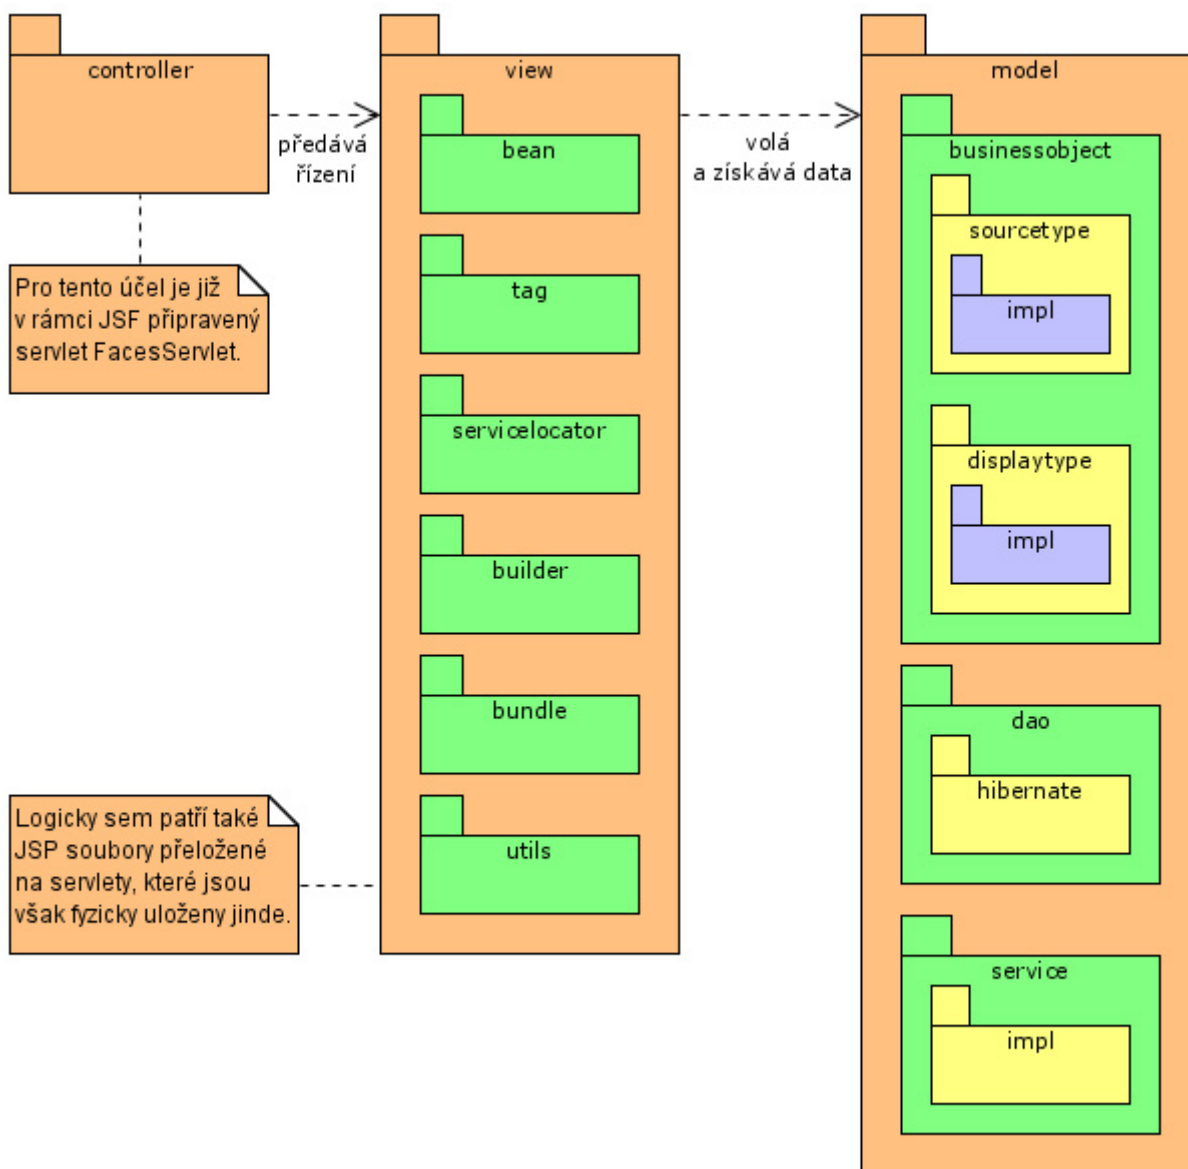 controller
předává
řízení
Pro tento účel je již
v rámci JSF připravený
servlet FacesServlet.
view
bean
tag
servicelocator
builder
bundle
utils
Logicky sem patří také
JSP soubory přeložené
na servlety, které jsou
však fyzicky uloženy jinde.
volá
a získává data
model
businessobject
sourcetype
impl
displaytype
impl
dao
hibernate
service
impl